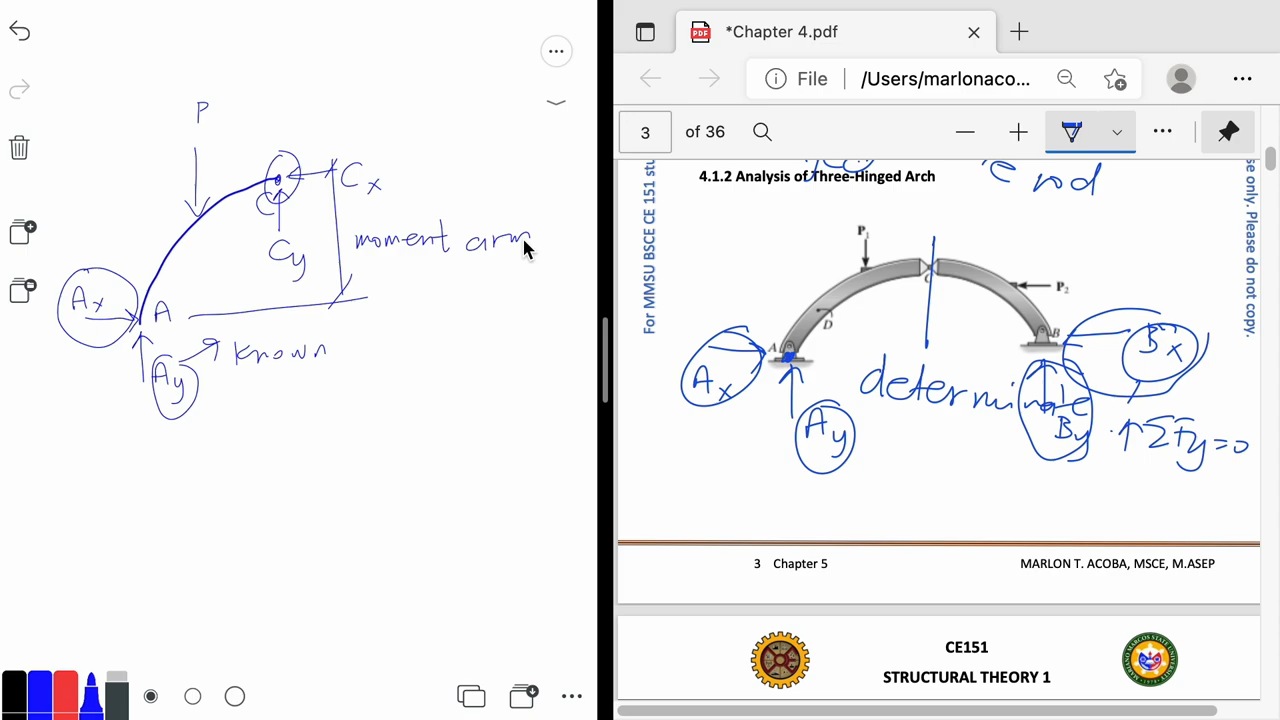 P
C
Cx
Cy
moment arm
Ax
A
Ay
known
*Chapter 4.pdf
File
/Users/marlonaco...
3 of 36
e rod
4.1.2 Analysis of Three-Hinged Arch
For MMSU BSCE CE 151 stu
se only. Please do not copy.
P1
C
P2
D
A
B
Ax
Ay
determinate
Bx
By
ΣFy=0
3 Chapter 5
MARLON T. ACOBA, MSCE, M.ASEP
CE151
STRUCTURAL THEORY 1